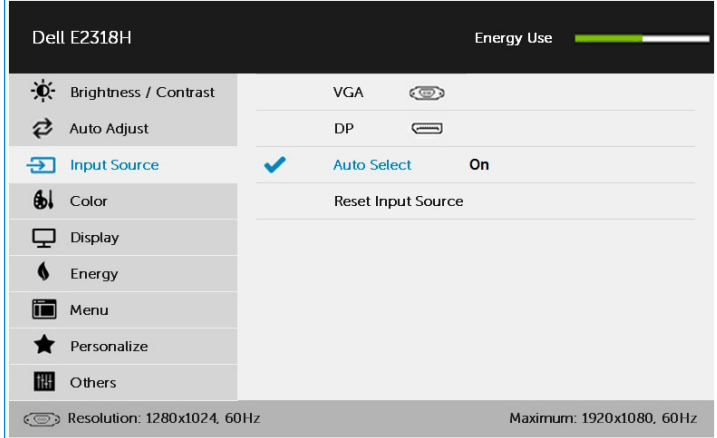 Dell E2318H
Energy Use
Brightness / Contrast
VGA
Auto Adjust
DP
Input Source
Auto Select On
Color
Reset Input Source
Display
Energy
Menu
Personalize
Others
Resolution: 1280x1024, 60Hz
Maximum: 1920x1080, 60Hz